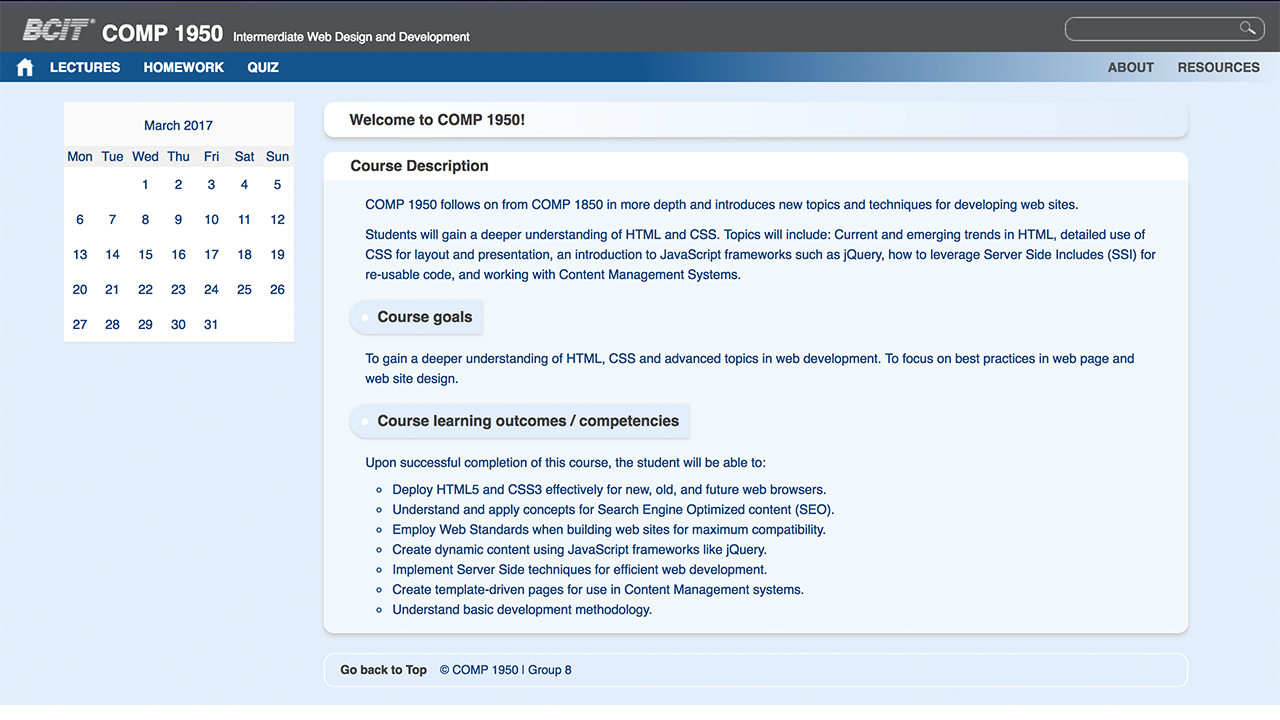 BCIT® COMP 1950 Intermerdiate Web Design and Development
LECTURES HOMEWORK QUIZ ABOUT RESOURCES
March 2017
Mon Tue Wed Thu Fri Sat Sun
1 2 3 4 5
6 7 8 9 10 11 12
13 14 15 16 17 18 19
20 21 22 23 24 25 26
27 28 29 30 31
Welcome to COMP 1950!
Course Description
COMP 1950 follows on from COMP 1850 in more depth and introduces new topics and techniques for developing web sites.
Students will gain a deeper understanding of HTML and CSS. Topics will include: Current and emerging trends in HTML, detailed use of
CSS for layout and presentation, an introduction to JavaScript frameworks such as jQuery, how to leverage Server Side Includes (SSI) for
re-usable code, and working with Content Management Systems.
Course goals
To gain a deeper understanding of HTML, CSS and advanced topics in web development. To focus on best practices in web page and
web site design.
Course learning outcomes / competencies
Upon successful completion of this course, the student will be able to:
Deploy HTML5 and CSS3 effectively for new, old, and future web browsers.
Understand and apply concepts for Search Engine Optimized content (SEO).
Employ Web Standards when building web sites for maximum compatibility.
Create dynamic content using JavaScript frameworks like jQuery.
Implement Server Side techniques for efficient web development.
Create template-driven pages for use in Content Management systems.
Understand basic development methodology.
Go back to Top © COMP 1950 | Group 8